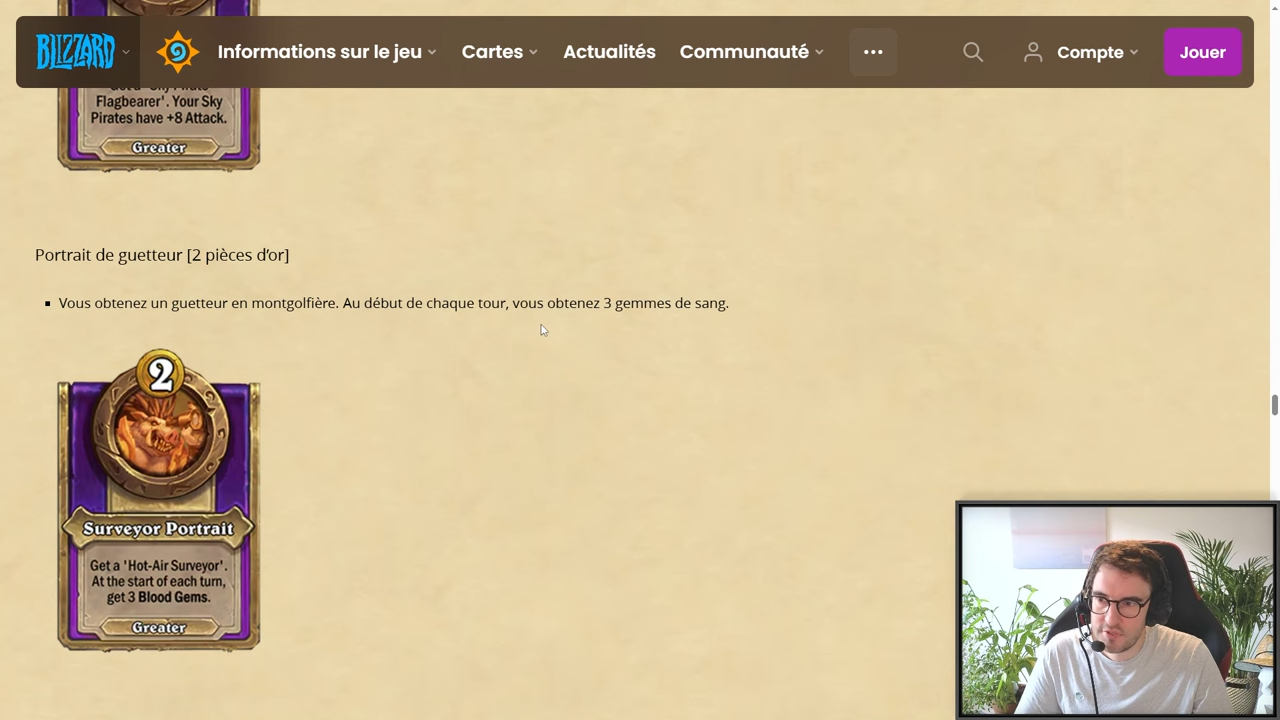 BLIZZARD
Informations sur le jeu
Cartes
Actualités
Communauté
Compte
Jouer
Flagbearer'. Your Sky
Pirates have +8 Attack.
Greater
Portrait de guetteur [2 pièces d’or]
Vous obtenez un guetteur en montgolfière. Au début de chaque tour, vous obtenez 3 gemmes de sang.
2
Surveyor Portrait
Get a 'Hot-Air Surveyor'.
At the start of each turn,
get 3 Blood Gems.
Greater